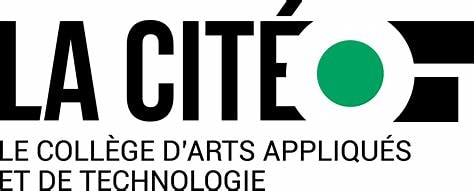 LA CITÉ
LE COLLÈGE D'ARTS APPLIQUÉS
ET DE TECHNOLOGIE